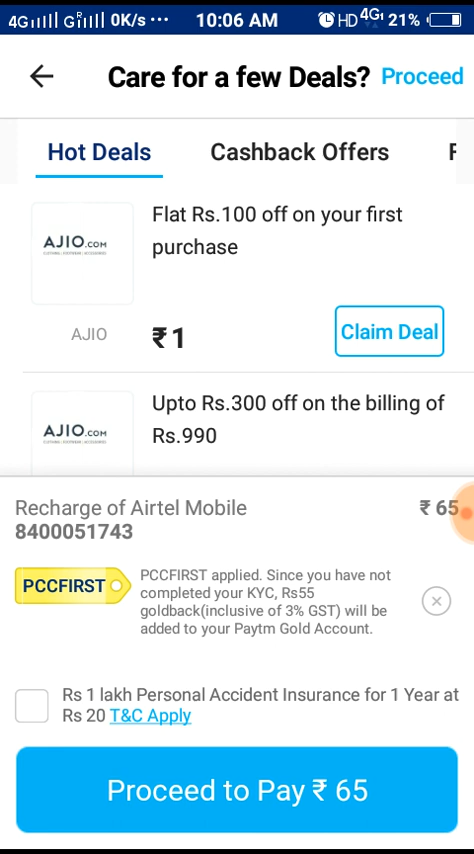 4G G R 0K/s ... 10:06 AM HD 4G 21%
Care for a few Deals? Proceed
Hot Deals Cashback Offers F
AJIO.COM
Flat Rs.100 off on your first
purchase
AJIO ₹1 Claim Deal
AJIO.COM
Upto Rs.300 off on the billing of
Rs.990
Recharge of Airtel Mobile ₹ 65
8400051743
PCCFIRST
PCCFIRST applied. Since you have not
completed your KYC, Rs55
goldback(inclusive of 3% GST) will be
added to your Paytm Gold Account.
Rs 1 lakh Personal Accident Insurance for 1 Year at
Rs 20 T&C Apply
Proceed to Pay ₹ 65